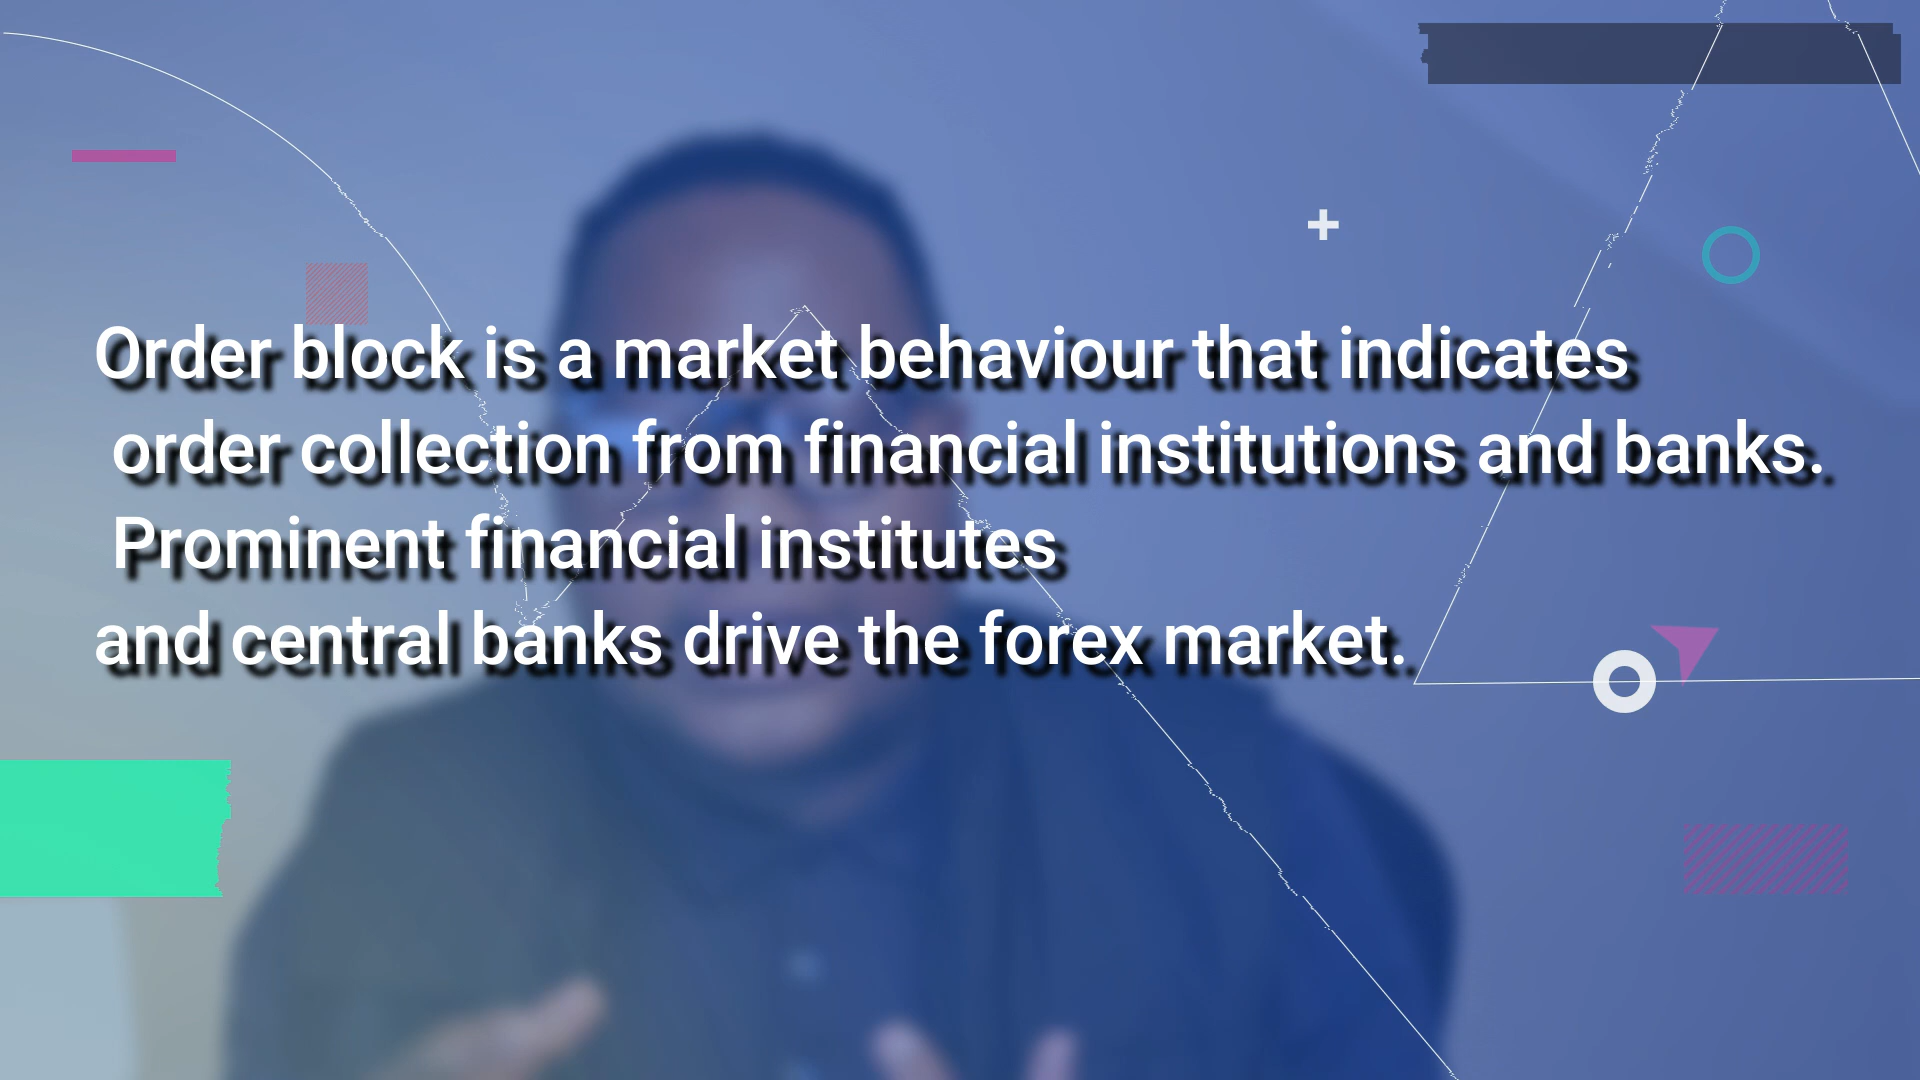 Order block is a market behaviour that indicates
order collection from financial institutions and banks.
Prominent financial institutes
and central banks drive the forex market.